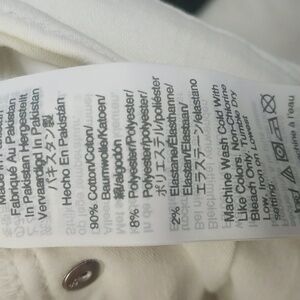 Made In Pakistan/
Fabriqué Au Pakistan/
In Pakistan Hergestellt
Vervaardigd In Pakistan
パキスタン製
Hecho En Pakistán
90% Cotton/Coton/
Baumwolle/Katoen/
綿/algodón
8% Polyester/Polyester/
Polyester/polyester/
ポリエステル/poliéster
2% Elastane/Elasthanne/
Elastan/Elastaan/
エラステーン/elastano
Machine Wash Cold With
Like Colors. Non-Chlorine
Bleach Only. Tumble Dry
Low. Iron on Lowest
Setting.